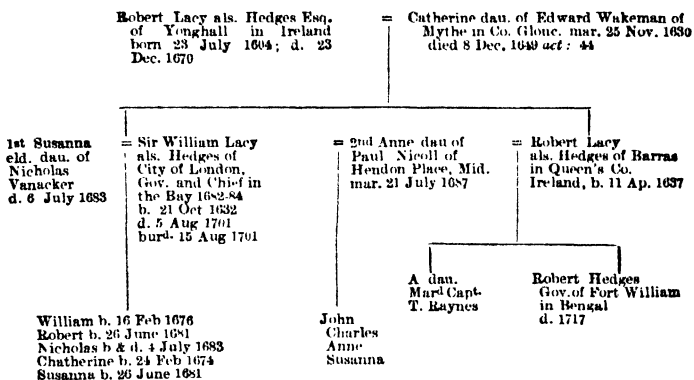 Robert Lacy als. Hedges Esq.
of Yonghall in Ireland
born 23 July 1604; d. 23
Dec. 1670
=
Catherine dau. of Edward Wakeman of
Mythe in Co. Glouc. mar. 25 Nov. 1630
died 8 Dec. 1649 aet: 44
1st Susanna
eld. dau. of
Nicholas
Vanacker
d. 6 July 1683
=
Sir William Lacy
als. Hedges of
City of London,
Gov. and Chief in
the Bay 1682-84
b. 21 Oct 1632
d. 5 Aug 1701
burd. 15 Aug 1701
=
2nd Anne dau of
Paul Nicoll of
Hendon Place, Mid.
mar. 21 July 1687
=
Robert Lacy
als. Hedges of Barras
in Queen's Co.
Ireland, b. 11 Ap. 1637
William b. 16 Feb 1676
Robert b. 26 June 1681
Nicholas b & d. 4 July 1683
Chatherine b. 24 Feb 1674
Susanna b. 26 June 1681
John
Charles
Anne
Susanna
A dau.
Mard Capt.
T. Raynes
Robert Hedges
Gov. of Fort William
in Bengal
d. 1717